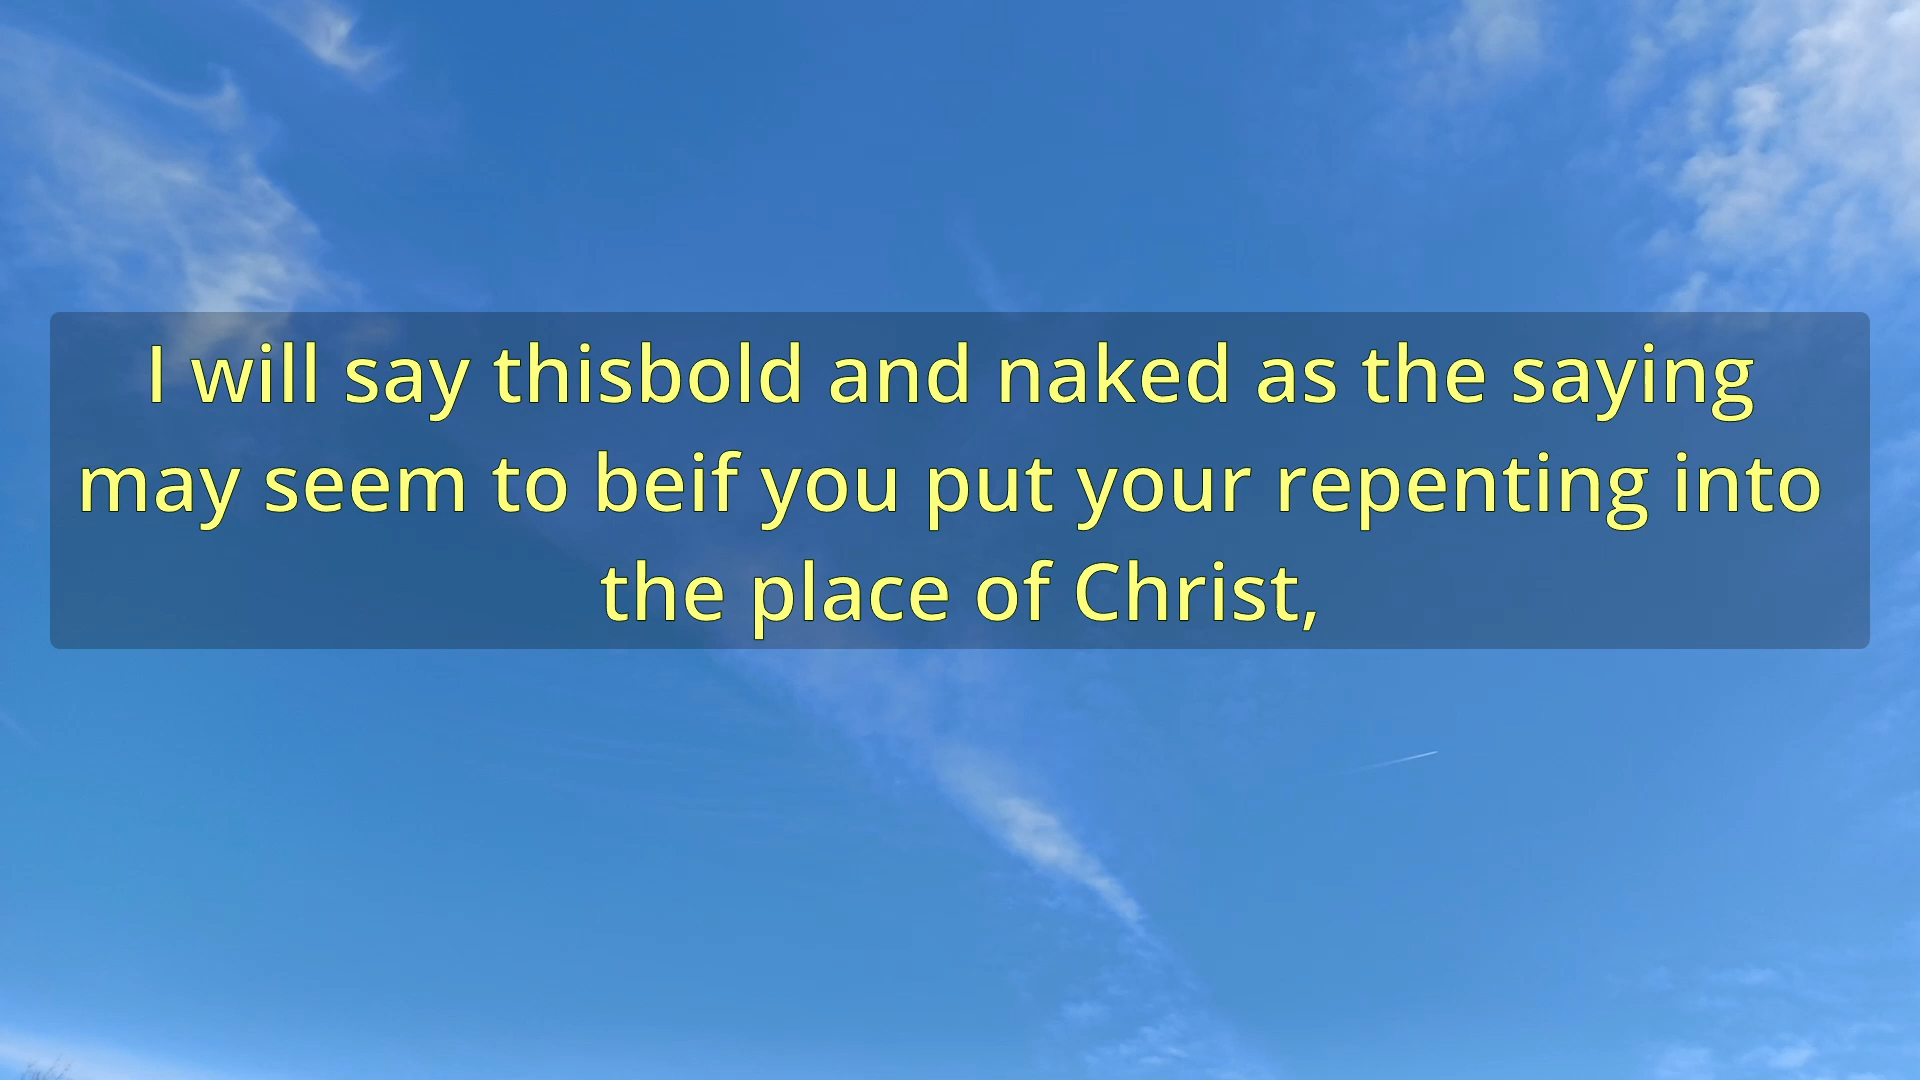 I will say thisbold and naked as the saying
may seem to beif you put your repenting into
the place of Christ,